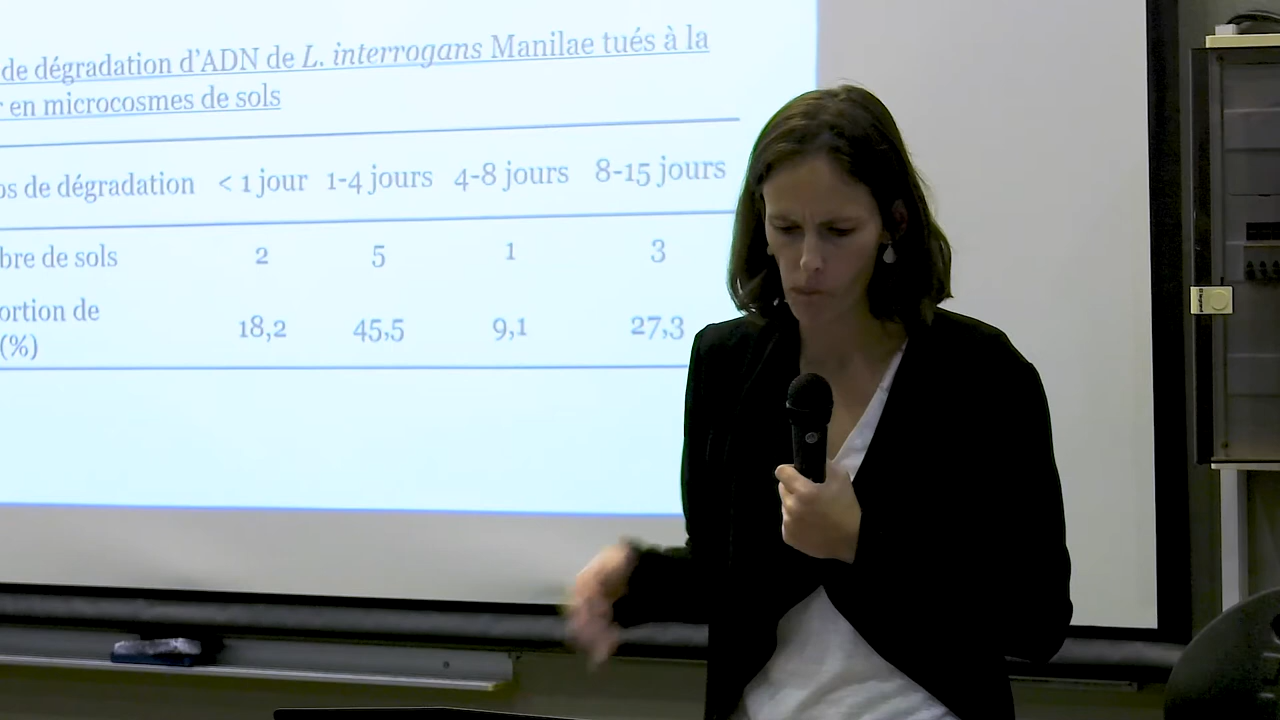 de dégradation d'ADN de L. interrogans Manilae tués à la
en microcosmes de sols
de dégradation < 1 jour 1-4 jours 4-8 jours 8-15 jours
bre de sols 2 5 1 3
ortion de
(%) 18,2 45,5 9,1 27,3